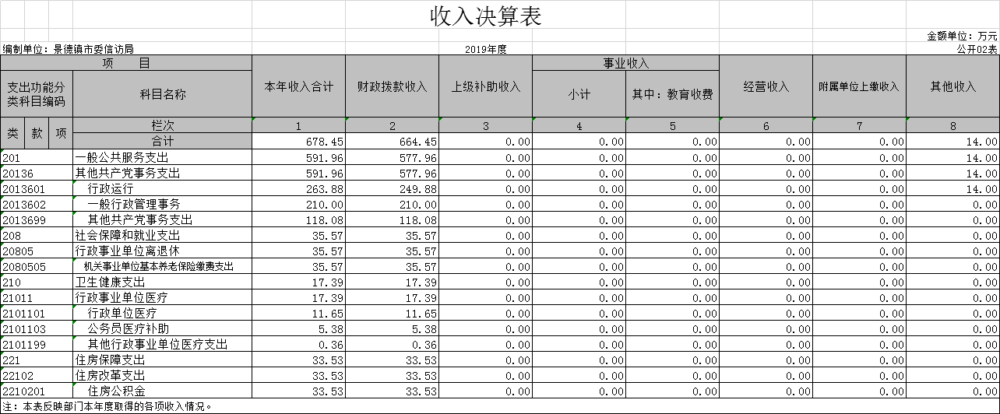 收入决算表
金额单位：万元
编制单位：景德镇市委信访局 2019年度 公开02表
项 目 本年收入合计 财政拨款收入 上级补助收入 事业收入 经营收入 附属单位上缴收入 其他收入
支出功能分类科目编码 科目名称 小计 其中：教育收费
类 款 项 栏次 1 2 3 4 5 6 7 8
合计 678.45 664.45 0.00 0.00 0.00 0.00 0.00 14.00
201 一般公共服务支出 591.96 577.96 0.00 0.00 0.00 0.00 0.00 14.00
20136 其他共产党事务支出 591.96 577.96 0.00 0.00 0.00 0.00 0.00 14.00
2013601 行政运行 263.88 249.88 0.00 0.00 0.00 0.00 0.00 14.00
2013602 一般行政管理事务 210.00 210.00 0.00 0.00 0.00 0.00 0.00 0.00
2013699 其他共产党事务支出 118.08 118.08 0.00 0.00 0.00 0.00 0.00 0.00
208 社会保障和就业支出 35.57 35.57 0.00 0.00 0.00 0.00 0.00 0.00
20805 行政事业单位离退休 35.57 35.57 0.00 0.00 0.00 0.00 0.00 0.00
2080505 机关事业单位基本养老保险缴费支出 35.57 35.57 0.00 0.00 0.00 0.00 0.00 0.00
210 卫生健康支出 17.39 17.39 0.00 0.00 0.00 0.00 0.00 0.00
21011 行政事业单位医疗 17.39 17.39 0.00 0.00 0.00 0.00 0.00 0.00
2101101 行政单位医疗 11.65 11.65 0.00 0.00 0.00 0.00 0.00 0.00
2101103 公务员医疗补助 5.38 5.38 0.00 0.00 0.00 0.00 0.00 0.00
2101199 其他行政事业单位医疗支出 0.36 0.36 0.00 0.00 0.00 0.00 0.00 0.00
221 住房保障支出 33.53 33.53 0.00 0.00 0.00 0.00 0.00 0.00
22102 住房改革支出 33.53 33.53 0.00 0.00 0.00 0.00 0.00 0.00
2210201 住房公积金 33.53 33.53 0.00 0.00 0.00 0.00 0.00 0.00
注：本表反映部门本年度取得的各项收入情况。